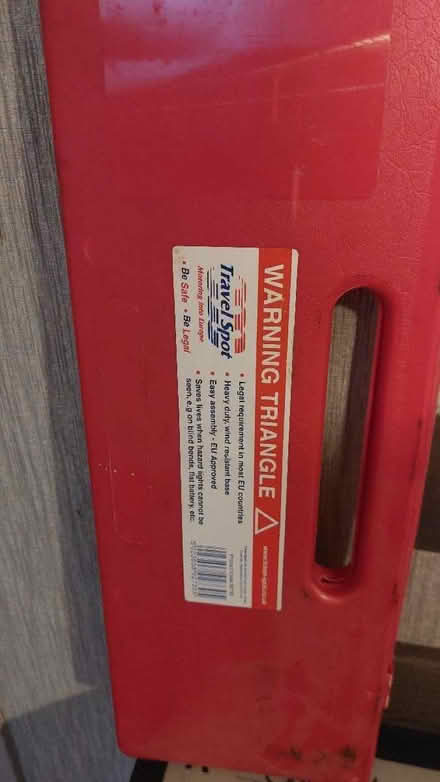 WARNING TRIANGLE
Travel Spot
Motoring into Europe
• Be Safe • Be Legal
• Legal requirement in most EU countries
• Heavy duty, wind resistant base
• Easy assembly - EU Approved
• Saves lives when hazard lights cannot be
seen, e.g on blind bends, flat battery, etc.